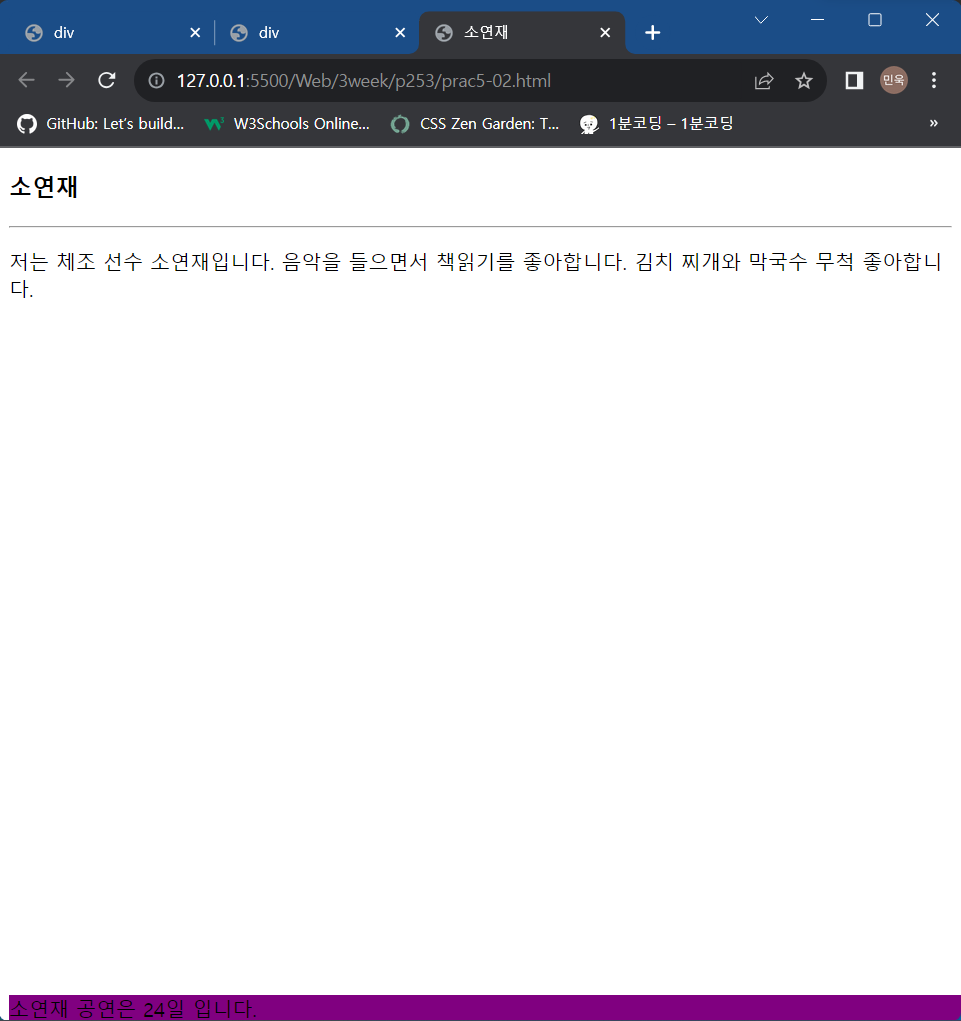 div
div
소연재
127.0.0.1:5500/Web/3week/p253/prac5-02.html
민욱
GitHub: Let's build...
W3Schools Online...
CSS Zen Garden: T...
1분코딩 – 1분코딩
»
소연재
저는 체조 선수 소연재입니다. 음악을 들으면서 책읽기를 좋아합니다. 김치 찌개와 막국수 무척 좋아합니
다.
소연재 공연은 24일 입니다.